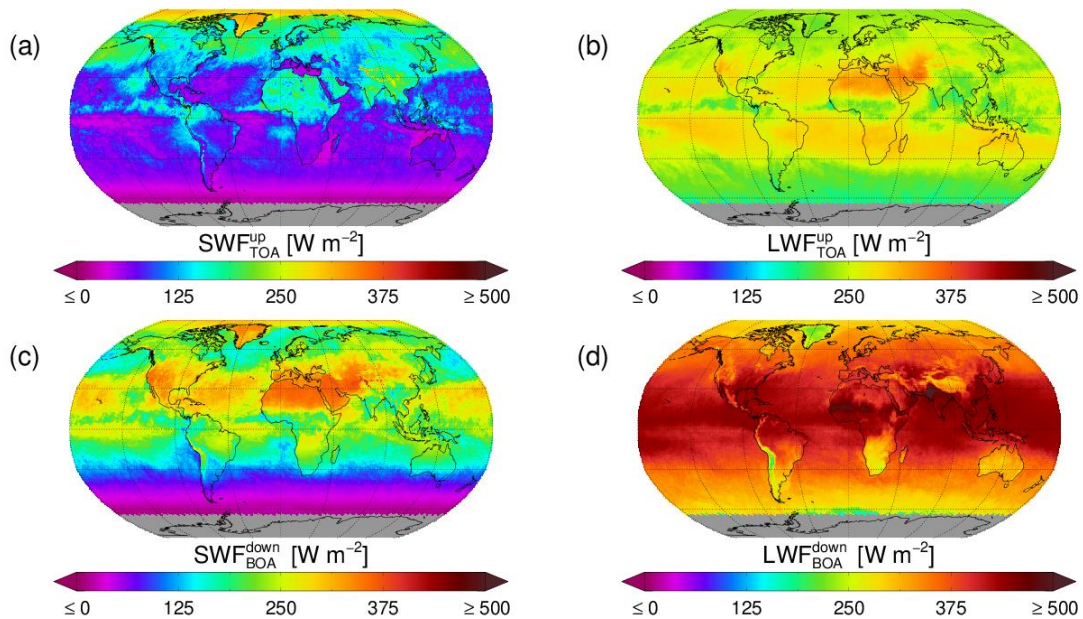 (a)
(b)
SWF^up_TOA [W m−2]
LWF^up_TOA [W m−2]
≤ 0 125 250 375 ≥ 500
≤ 0 125 250 375 ≥ 500
(c)
(d)
SWF^down_BOA [W m−2]
LWF^down_BOA [W m−2]
≤ 0 125 250 375 ≥ 500
≤ 0 125 250 375 ≥ 500